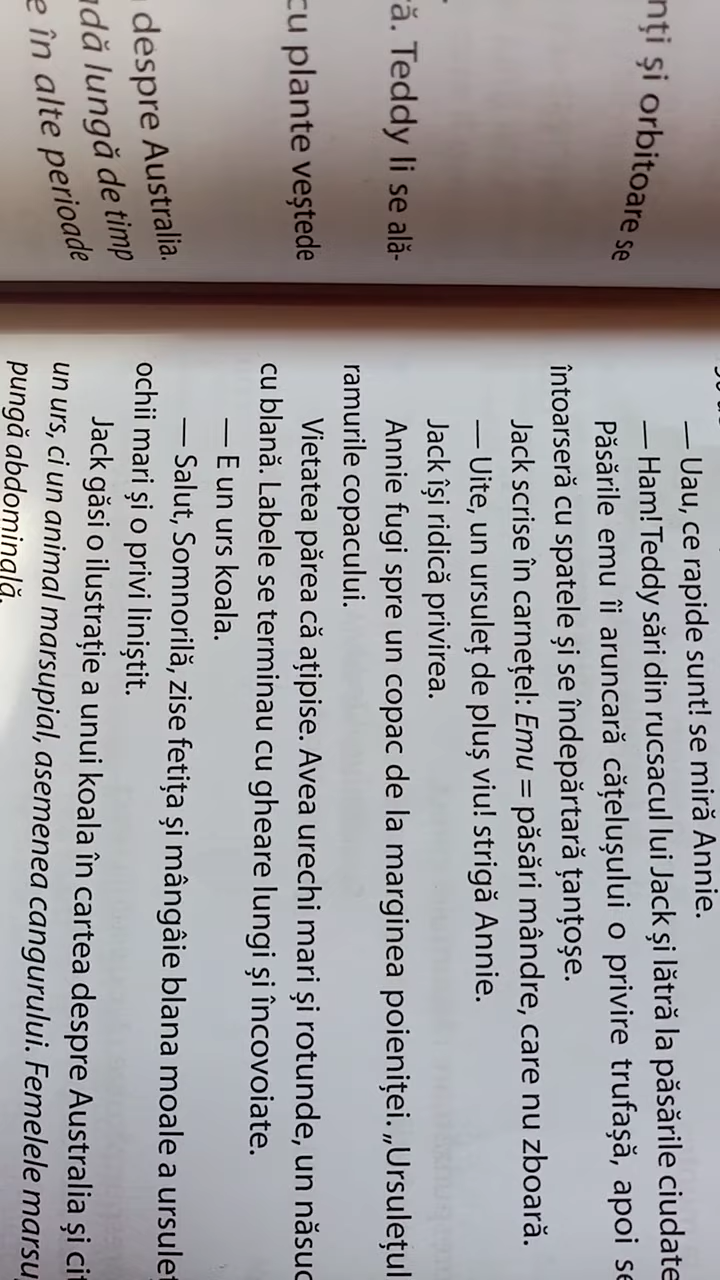 nți și orbitoare se
ră. Teddy li se ală-
cu plante veștede
despre Australia.
dă lungă de timp
e în alte perioade
— Uau, ce rapide sunt! se miră Annie.
— Ham! Teddy sări din rucsacul lui Jack și lătră la păsările ciudate
Păsările emu îi aruncară cățelușului o privire trufașă, apoi se
întoarseră cu spatele și se îndepărtară țanțoșe.
Jack scrise în carnețel: Emu = păsări mândre, care nu zboară.
— Uite, un ursuleț de pluș viu! strigă Annie.
Jack își ridică privirea.
Annie fugi spre un copac de la marginea poieniței. „Ursulețul
ramurile copacului.
Vietatea părea că ațipise. Avea urechi mari și rotunde, un năsuc
cu blană. Labele se terminau cu gheare lungi și încovoiate.
— E un urs koala.
— Salut, Somnorilă, zise fetița și mângâie blana moale a ursuleț
ochii mari și o privi liniștit.
Jack găsi o ilustrație a unui koala în cartea despre Australia și cit
un urs, ci un animal marsupial, asemenea cangurului. Femelele marsu
pungă abdominală.